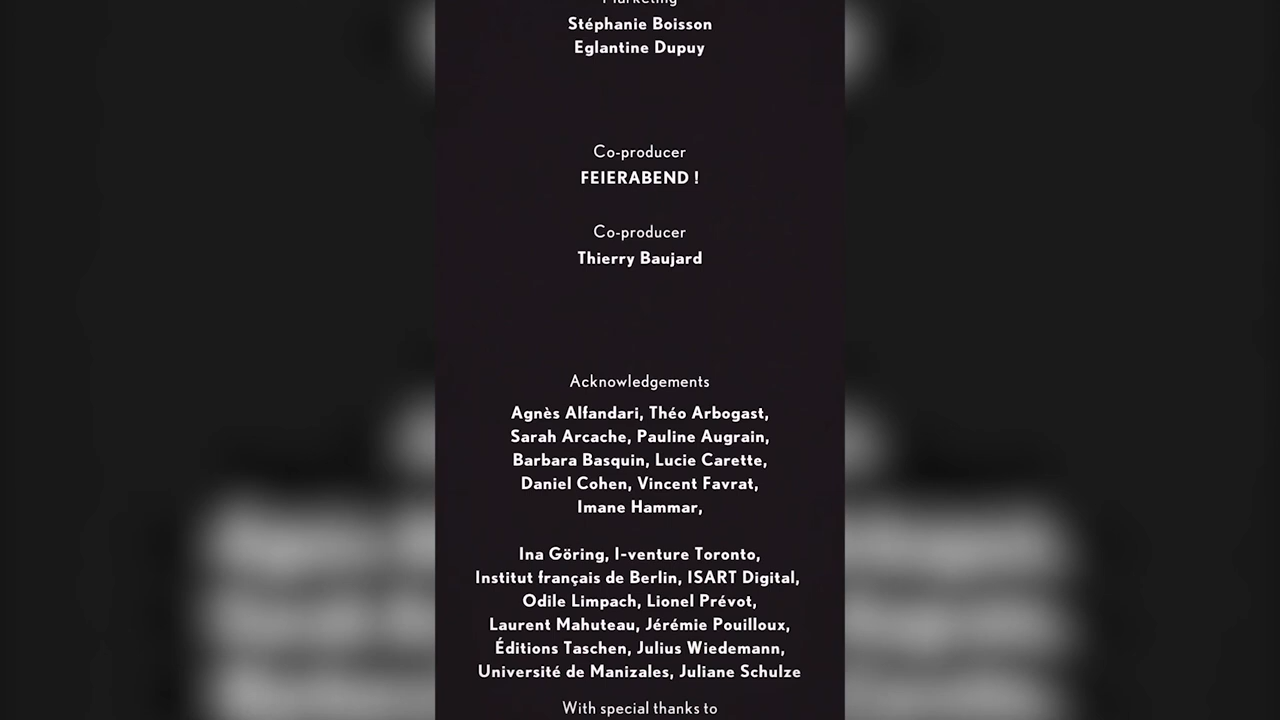 Marketing
Stéphanie Boisson
Eglantine Dupuy
Co-producer
FEIERABEND !
Co-producer
Thierry Baujard
Acknowledgements
Agnès Alfandari, Théo Arbogast,
Sarah Arcache, Pauline Augrain,
Barbara Basquin, Lucie Carette,
Daniel Cohen, Vincent Favrat,
Imane Hammar,
Ina Göring, I-venture Toronto,
Institut français de Berlin, ISART Digital,
Odile Limpach, Lionel Prévot,
Laurent Mahuteau, Jérémie Pouilloux,
Éditions Taschen, Julius Wiedemann,
Université de Manizales, Juliane Schulze
With special thanks to